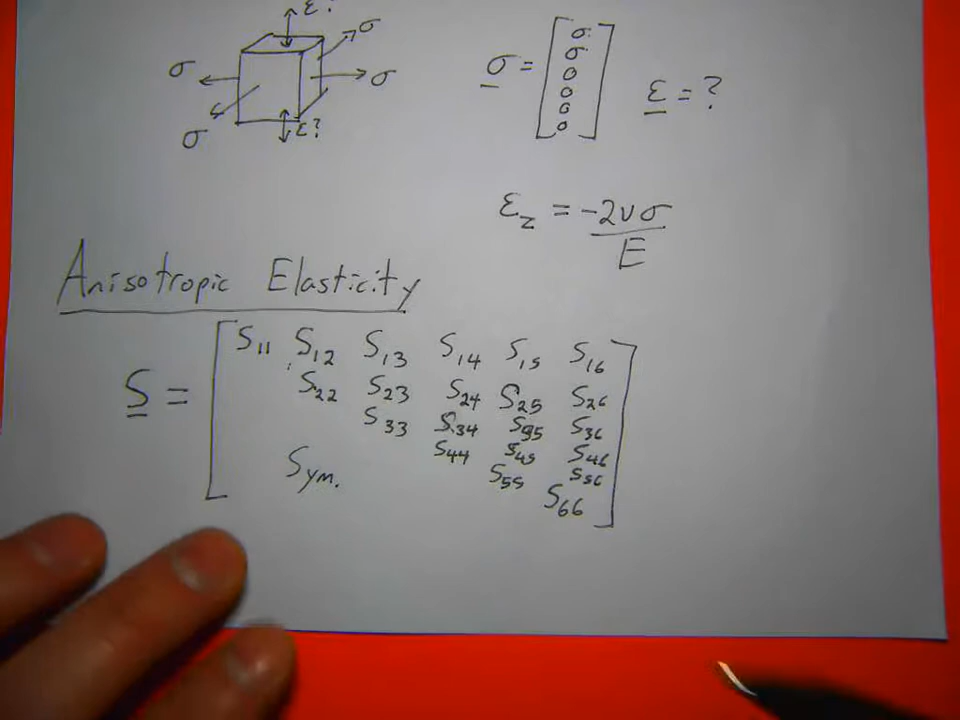 ε?
σ
σ
σ
σ
ε?
σ = [σ σ 0 0 0 0]
ε = ?
ε_z = -2νσ / E
Anisotropic Elasticity
S = [
S11 S12 S13 S14 S15 S16
S22 S23 S24 S25 S26
S33 S34 S35 S36
S44 S45 S46
Sym. S55 S56
S66
]